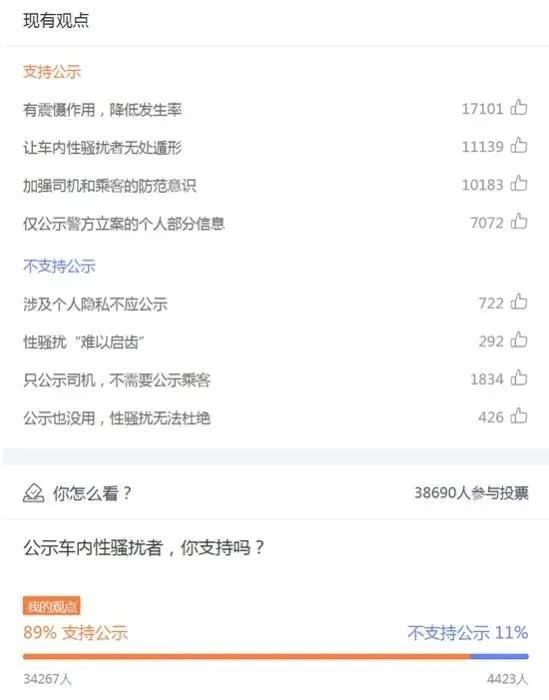 现有观点
支持公示
有震慑作用，降低发生率 17101
让车内性骚扰者无处遁形 11139
加强司机和乘客的防范意识 10183
仅公示警方立案的个人部分信息 7072
不支持公示
涉及个人隐私不应公示 722
性骚扰“难以启齿” 292
只公示司机，不需要公示乘客 1834
公示也没用，性骚扰无法杜绝 426
你怎么看？ 38690人参与投票
公示车内性骚扰者，你支持吗？
我的观点
89% 支持公示 不支持公示 11%
34267人 4423人